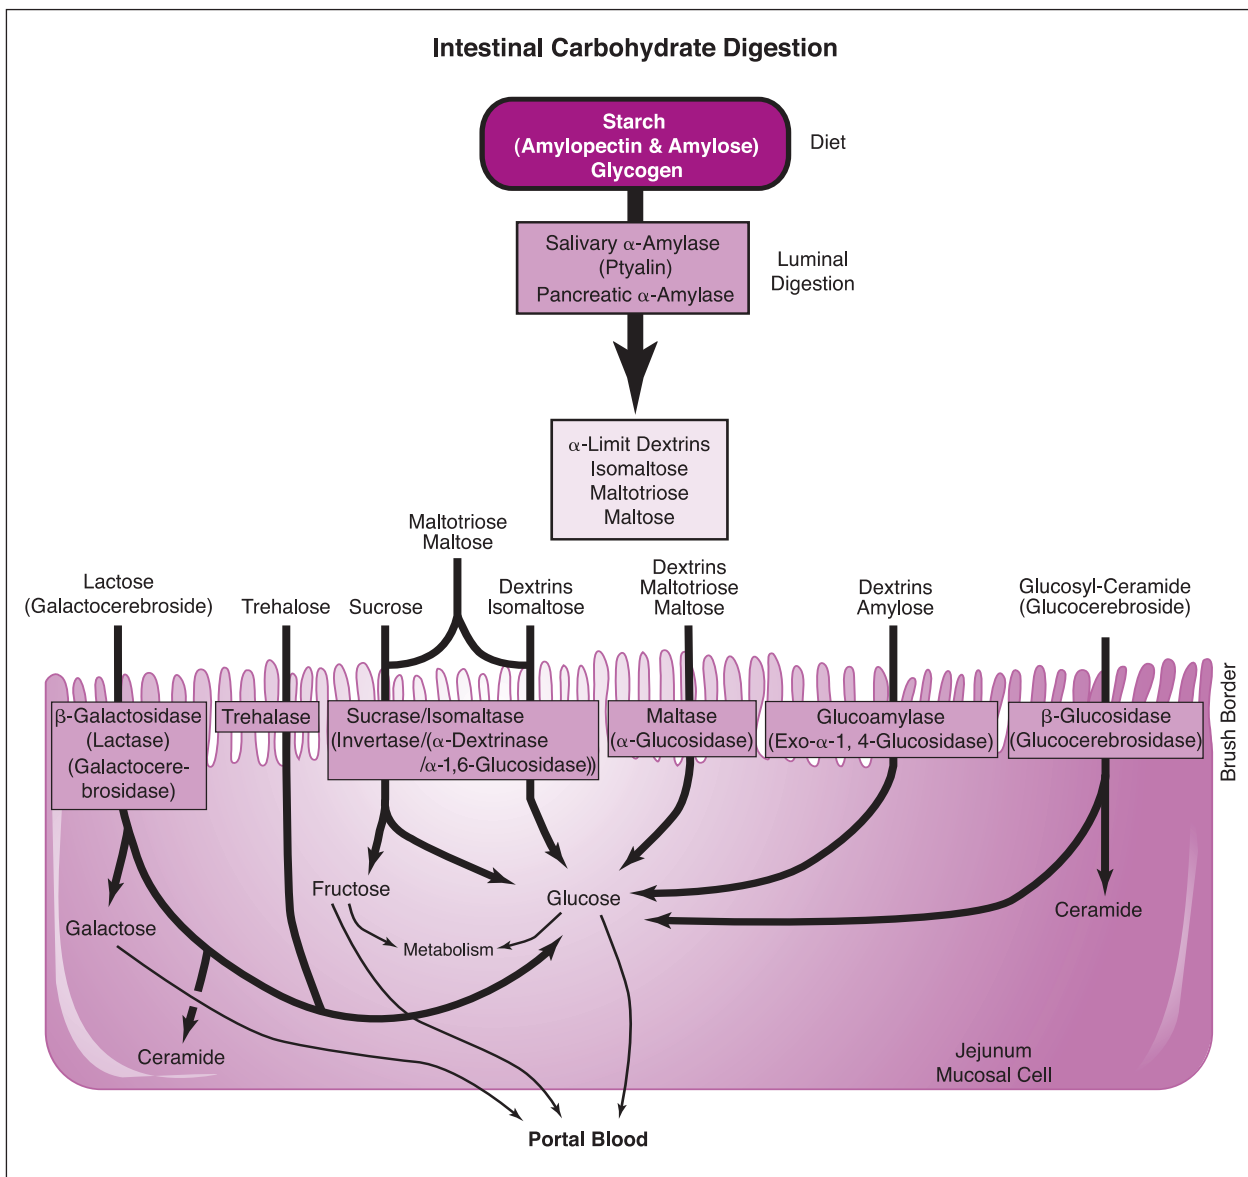 Intestinal Carbohydrate Digestion
Starch
(Amylopectin & Amylose)
Glycogen
Diet
Salivary α-Amylase
(Ptyalin)
Pancreatic α-Amylase
Luminal
Digestion
α-Limit Dextrins
Isomaltose
Maltotriose
Maltose
Lactose
(Galactocerebroside)
Trehalose
Sucrose
Maltotriose
Maltose
Dextrins
Isomaltose
Dextrins
Maltotriose
Maltose
Dextrins
Amylose
Glucosyl-Ceramide
(Glucocerebroside)
Brush Border
β-Galactosidase
(Lactase)
(Galactocere-
brosidase)
Trehalase
Sucrase/Isomaltase
(Invertase/(α-Dextrinase
/α-1,6-Glucosidase))
Maltase
(α-Glucosidase)
Glucoamylase
(Exo-α-1, 4-Glucosidase)
β-Glucosidase
(Glucocerebrosidase)
Fructose
Glucose
Galactose
Metabolism
Ceramide
Ceramide
Jejunum
Mucosal Cell
Portal Blood